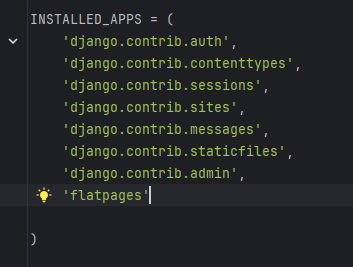 INSTALLED_APPS = (
'django.contrib.auth',
'django.contrib.contenttypes',
'django.contrib.sessions',
'django.contrib.sites',
'django.contrib.messages',
'django.contrib.staticfiles',
'django.contrib.admin',
'flatpages'
)